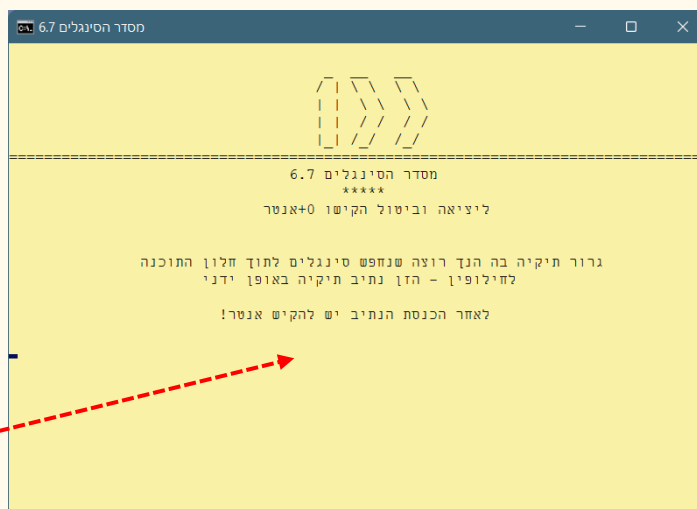 מסדר הסינגלים 6.7
מסדר הסינגלים 6.7
*****
ליציאה וביטול הקישו 0+אנטר
גרור תיקיה בה הנך רוצה שנחפש סינגלים לתוך חלון התוכנה
לחילופין - הזן נתיב תיקיה באופן ידני
לאחר הכנסת הנתיב יש להקיש אנטר!